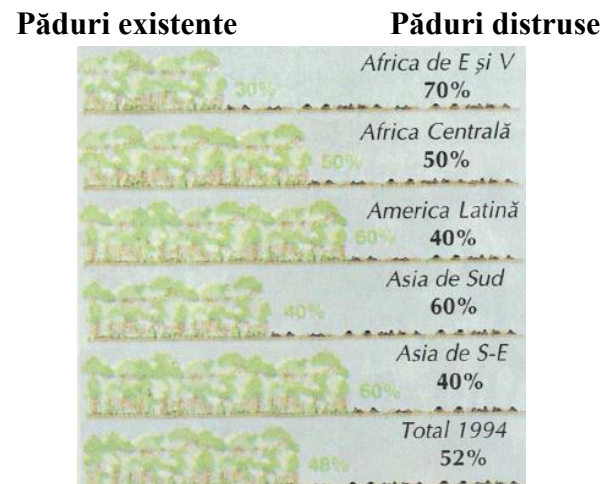 Păduri existente Păduri distruse
Africa de E și V
30% 70%
Africa Centrală
50% 50%
America Latină
60% 40%
Asia de Sud
40% 60%
Asia de S-E
60% 40%
Total 1994
48% 52%